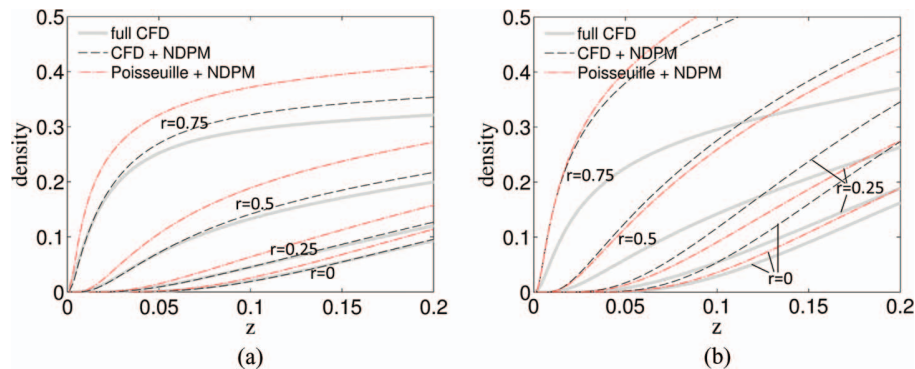 0.5
0.4
0.3
0.2
0.1
0
density
full CFD
CFD + NDPM
Poisseuille + NDPM
r=0.75
r=0.5
r=0.25
r=0
0 0.05 0.1 0.15 0.2
z
(a)
0.5
0.4
0.3
0.2
0.1
0
density
full CFD
CFD + NDPM
Poisseuille + NDPM
r=0.75
r=0.5
r=0.25
r=0
0 0.05 0.1 0.15 0.2
z
(b)